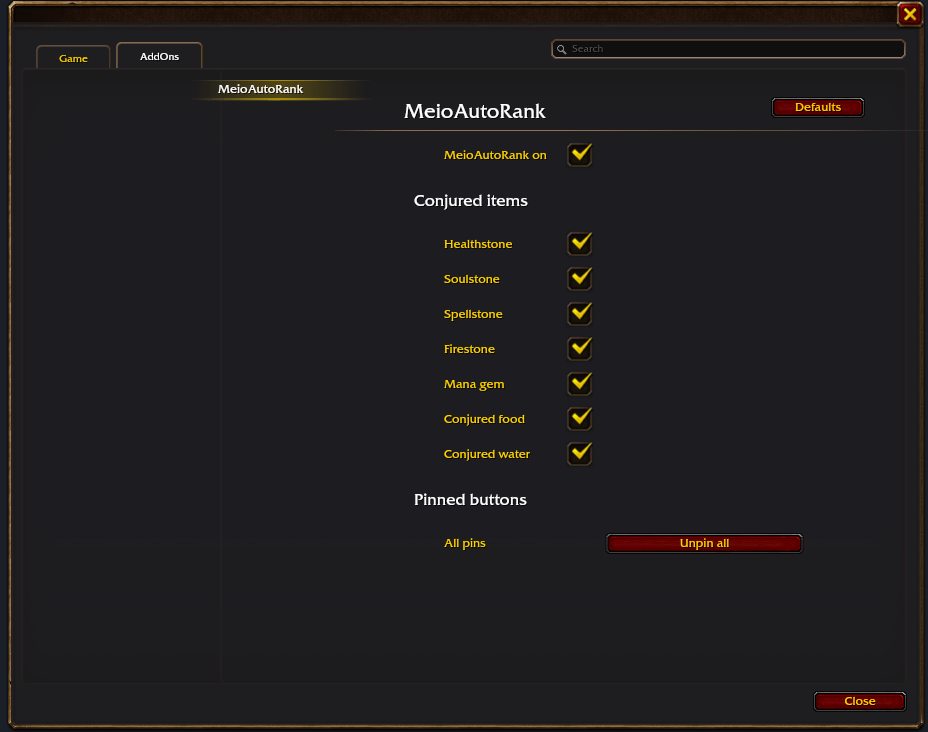 Game
AddOns
Search
MeioAutoRank
MeioAutoRank
Defaults
MeioAutoRank on
Conjured items
Healthstone
Soulstone
Spellstone
Firestone
Mana gem
Conjured food
Conjured water
Pinned buttons
All pins
Unpin all
Close